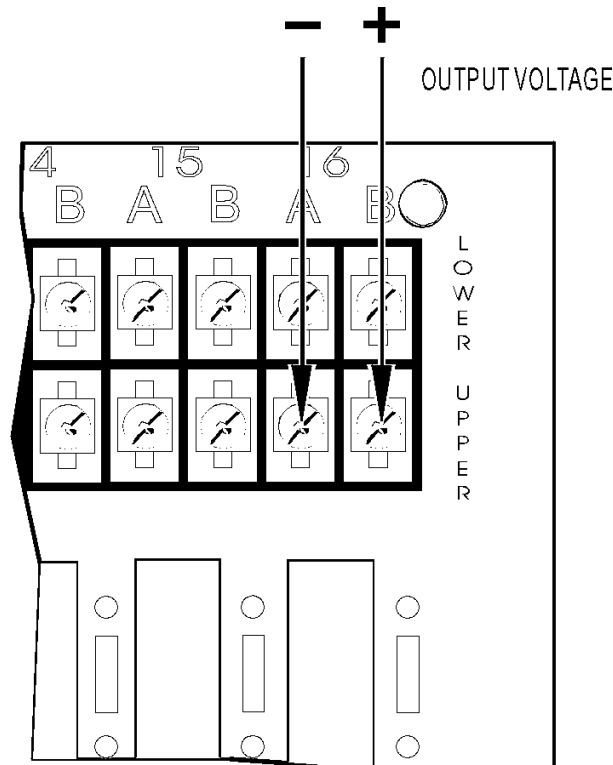 − +
OUTPUT VOLTAGE
4 15 16
B A B A B
LOWER
UPPER